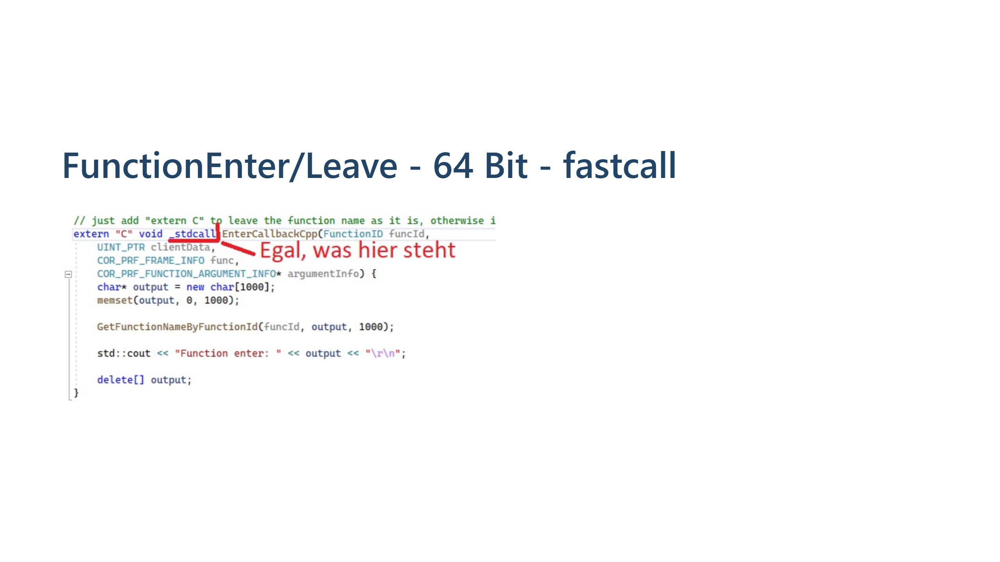 FunctionEnter/Leave - 64 Bit - fastcall
// just add "extern C" to leave the function name as it is, otherwise i
extern "C" void _stdcall EnterCallbackCpp(FunctionID funcId,
UINT_PTR clientData,
Egal, was hier steht
COR_PRF_FRAME_INFO func,
COR_PRF_FUNCTION_ARGUMENT_INFO* argumentInfo) {
char* output = new char[1000];
memset(output, 0, 1000);
GetFunctionNameByFunctionId(funcId, output, 1000);
std::cout << "Function enter: " << output << "\r\n";
delete[] output;
}